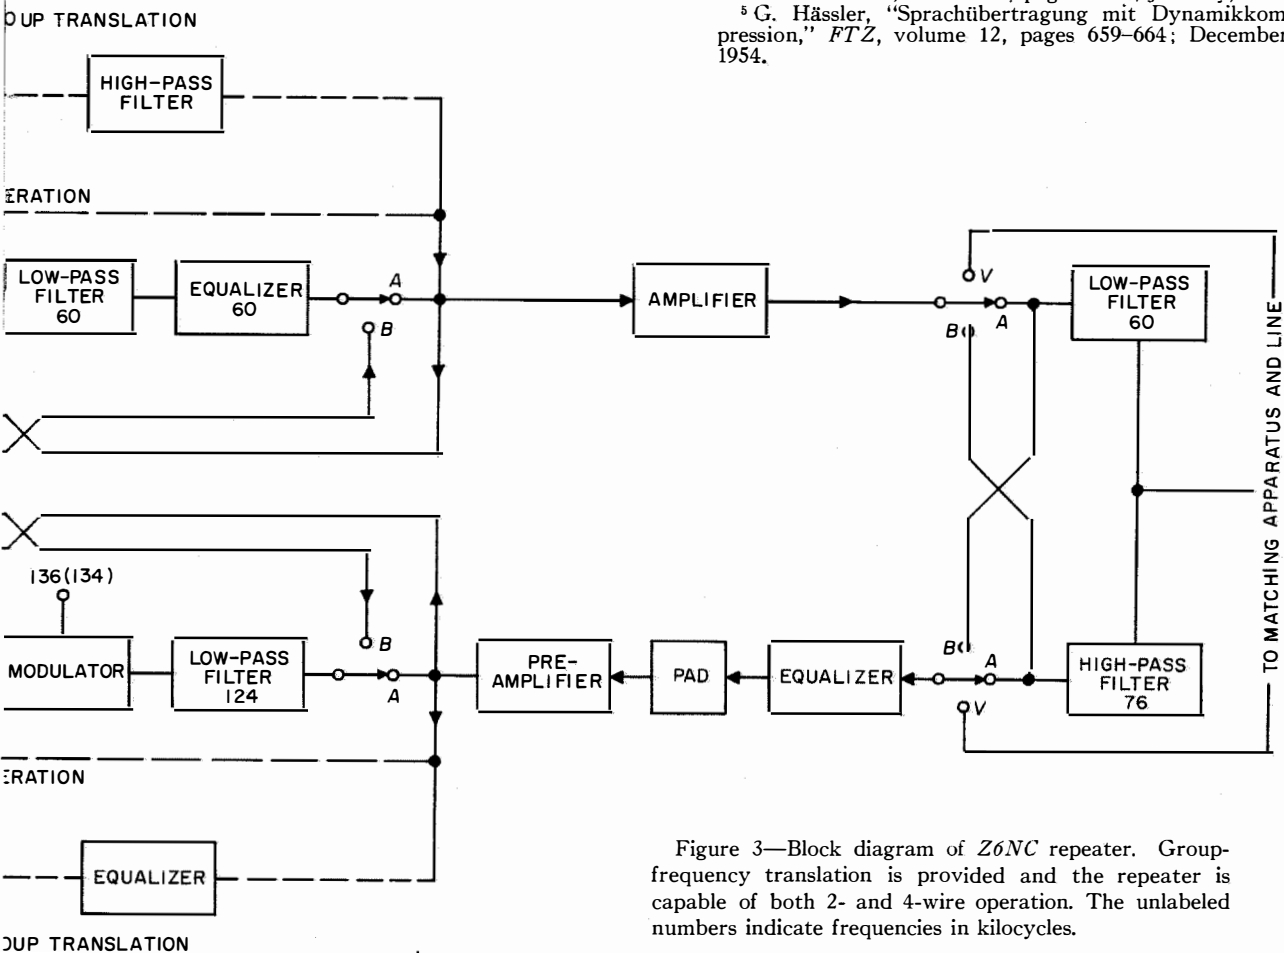 ⁵ G. Hässler, “Sprachübertragung mit Dynamikkom
pression,” FTZ, volume 12, pages 659–664; December
1954.
OUP TRANSLATION
HIGH-PASS
FILTER
ERATION
LOW-PASS
FILTER
60
EQUALIZER
60
A
B
AMPLIFIER
V
B
A
LOW-PASS
FILTER
60
TO MATCHING APPARATUS AND LINE
136(134)
MODULATOR
LOW-PASS
FILTER
124
B
A
PRE-
AMPLIFIER
PAD
EQUALIZER
B
A
V
HIGH-PASS
FILTER
76
ERATION
EQUALIZER
OUP TRANSLATION
Figure 3—Block diagram of Z6NC repeater. Group-
frequency translation is provided and the repeater is
capable of both 2- and 4-wire operation. The unlabeled
numbers indicate frequencies in kilocycles.